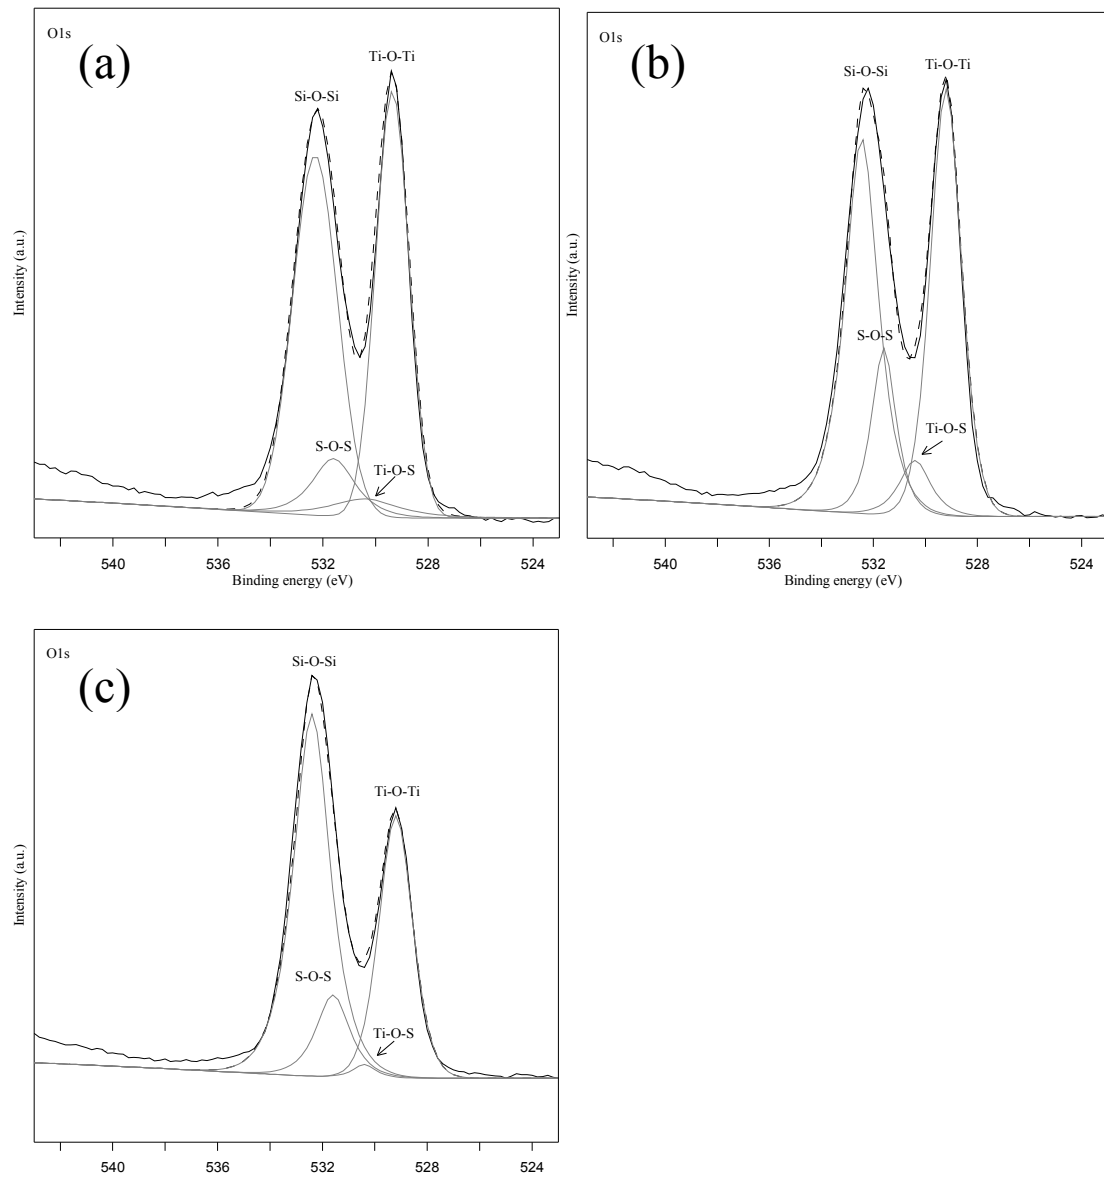 O1s
(a)
Ti-O-Ti
Si-O-Si
S-O-S
Ti-O-S
Intensity (a.u.)
540 536 532 528 524
Binding energy (eV)
O1s
(b)
Ti-O-Ti
Si-O-Si
S-O-S
Ti-O-S
Intensity (a.u.)
540 536 532 528 524
Binding energy (eV)
O1s
(c)
Si-O-Si
Ti-O-Ti
S-O-S
Ti-O-S
Intensity (a.u.)
540 536 532 528 524